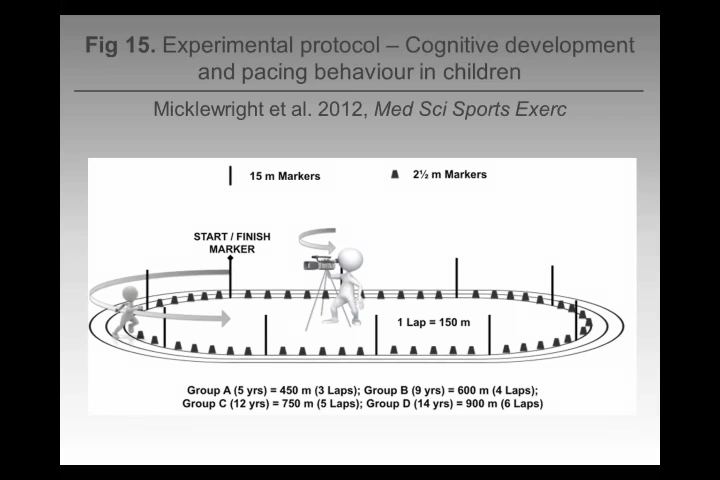 Fig 15. Experimental protocol – Cognitive development
and pacing behaviour in children
Micklewright et al. 2012, Med Sci Sports Exerc
15 m Markers
2½ m Markers
START / FINISH
MARKER
1 Lap = 150 m
Group A (5 yrs) = 450 m (3 Laps); Group B (9 yrs) = 600 m (4 Laps);
Group C (12 yrs) = 750 m (5 Laps); Group D (14 yrs) = 900 m (6 Laps)